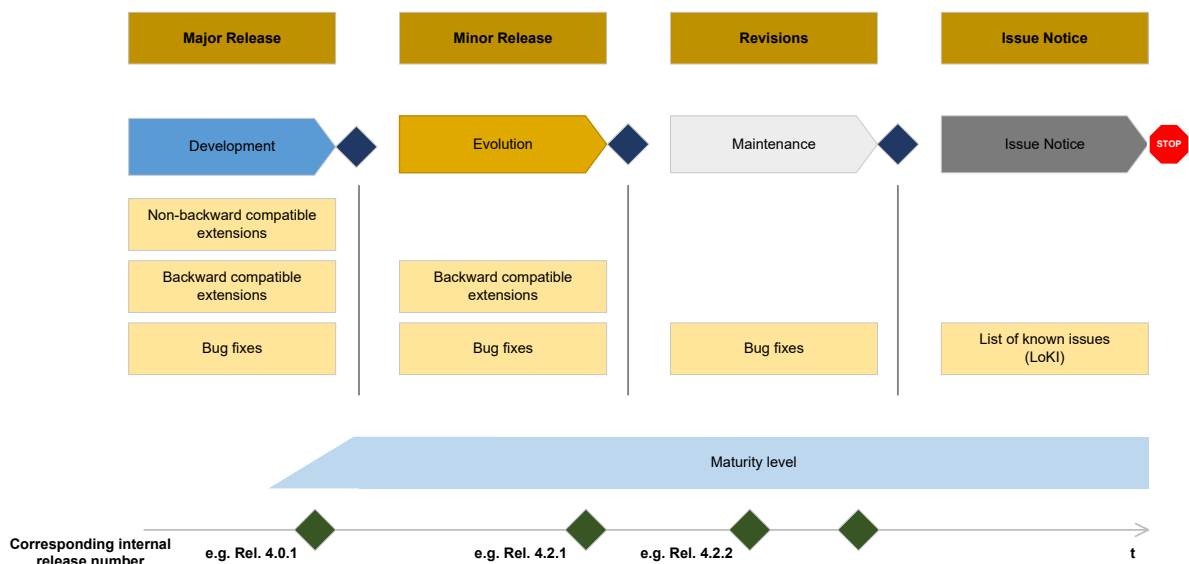 Major Release
Minor Release
Revisions
Issue Notice
Development
Evolution
Maintenance
Issue Notice
STOP
Non-backward compatible
extensions
Backward compatible
extensions
Backward compatible
extensions
Bug fixes
Bug fixes
Bug fixes
List of known issues
(LoKI)
Maturity level
Corresponding internal
release number
e.g. Rel. 4.0.1
e.g. Rel. 4.2.1
e.g. Rel. 4.2.2
t